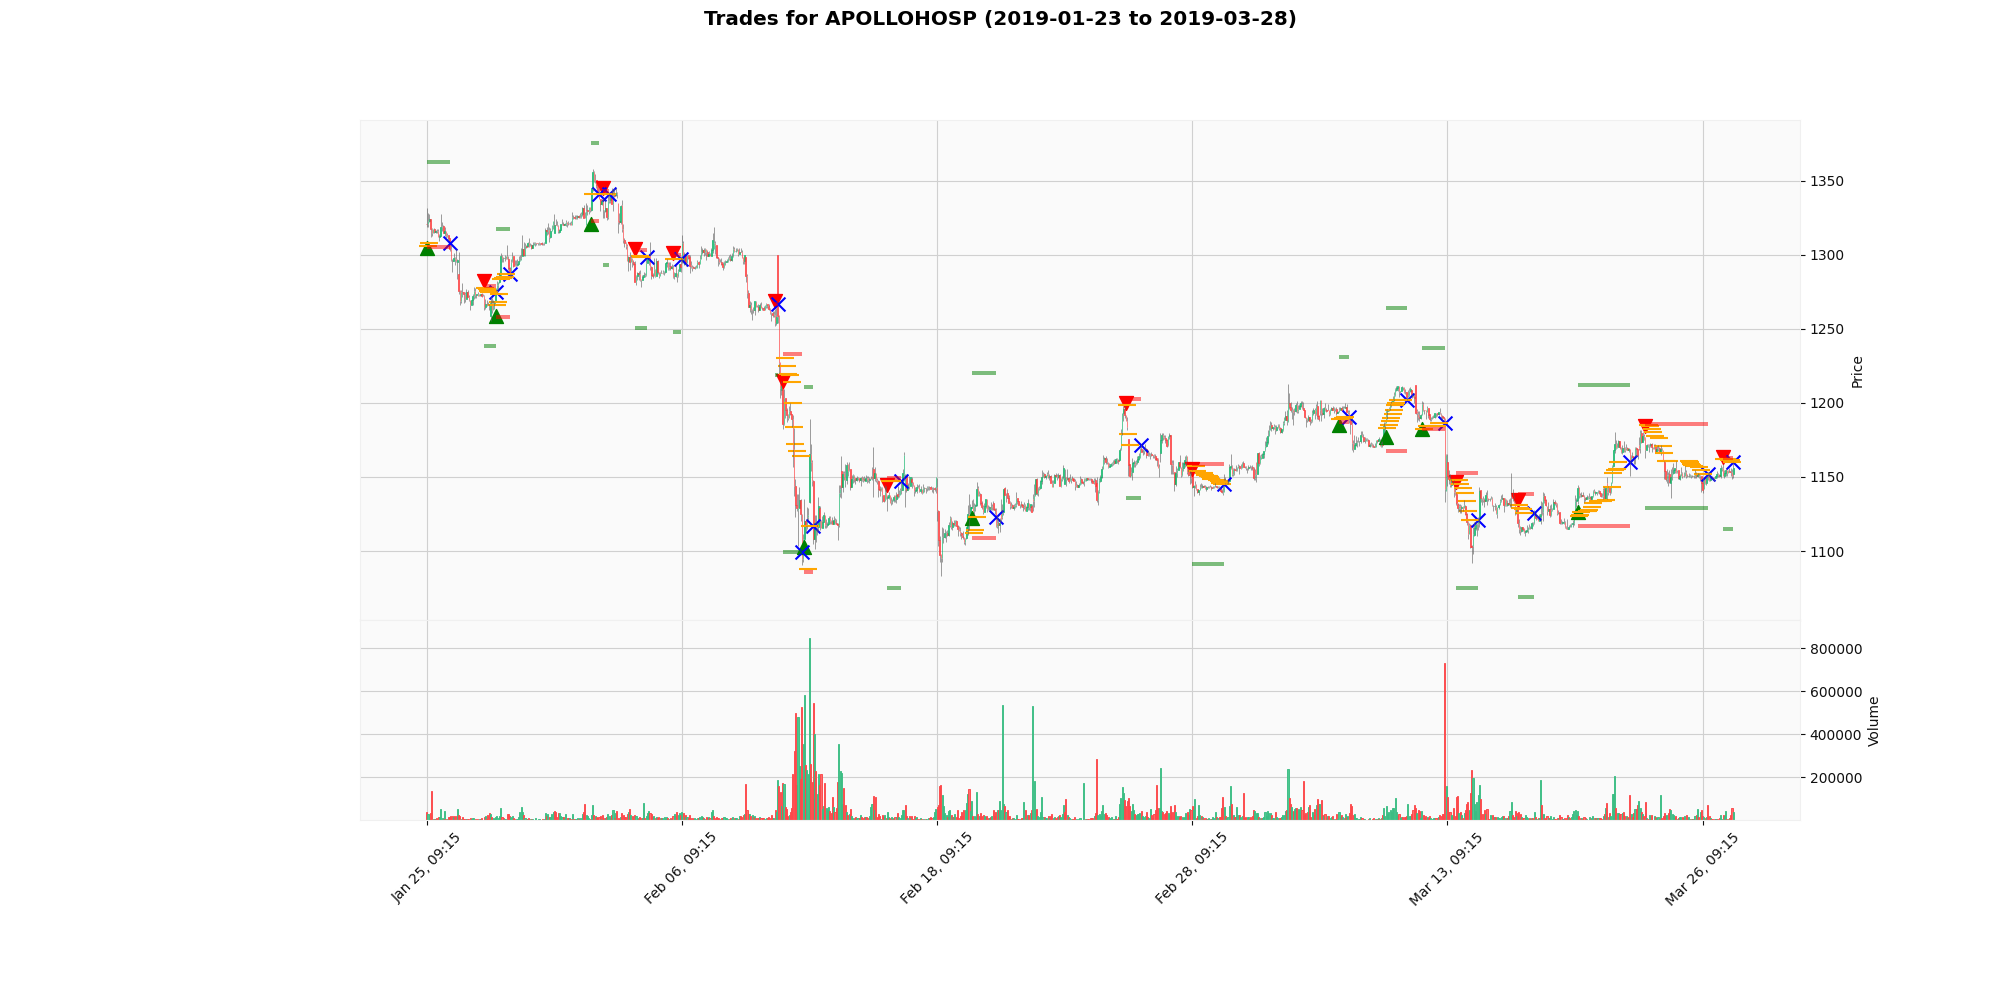 Trades for APOLLOHOSP (2019-01-23 to 2019-03-28)
1350
1300
1250
1200
1150
1100
Price
800000
600000
400000
200000
Volume
Jan 25, 09:15
Feb 06, 09:15
Feb 18, 09:15
Feb 28, 09:15
Mar 13, 09:15
Mar 26, 09:15